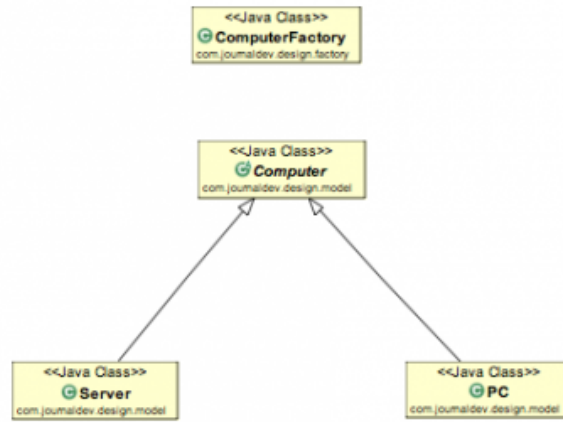 <<Java Class>>
ComputerFactory
com.journaldev.design.factory
<<Java Class>>
Computer
com.journaldev.design.model
<<Java Class>>
Server
com.journaldev.design.model
<<Java Class>>
PC
com.journaldev.design.model